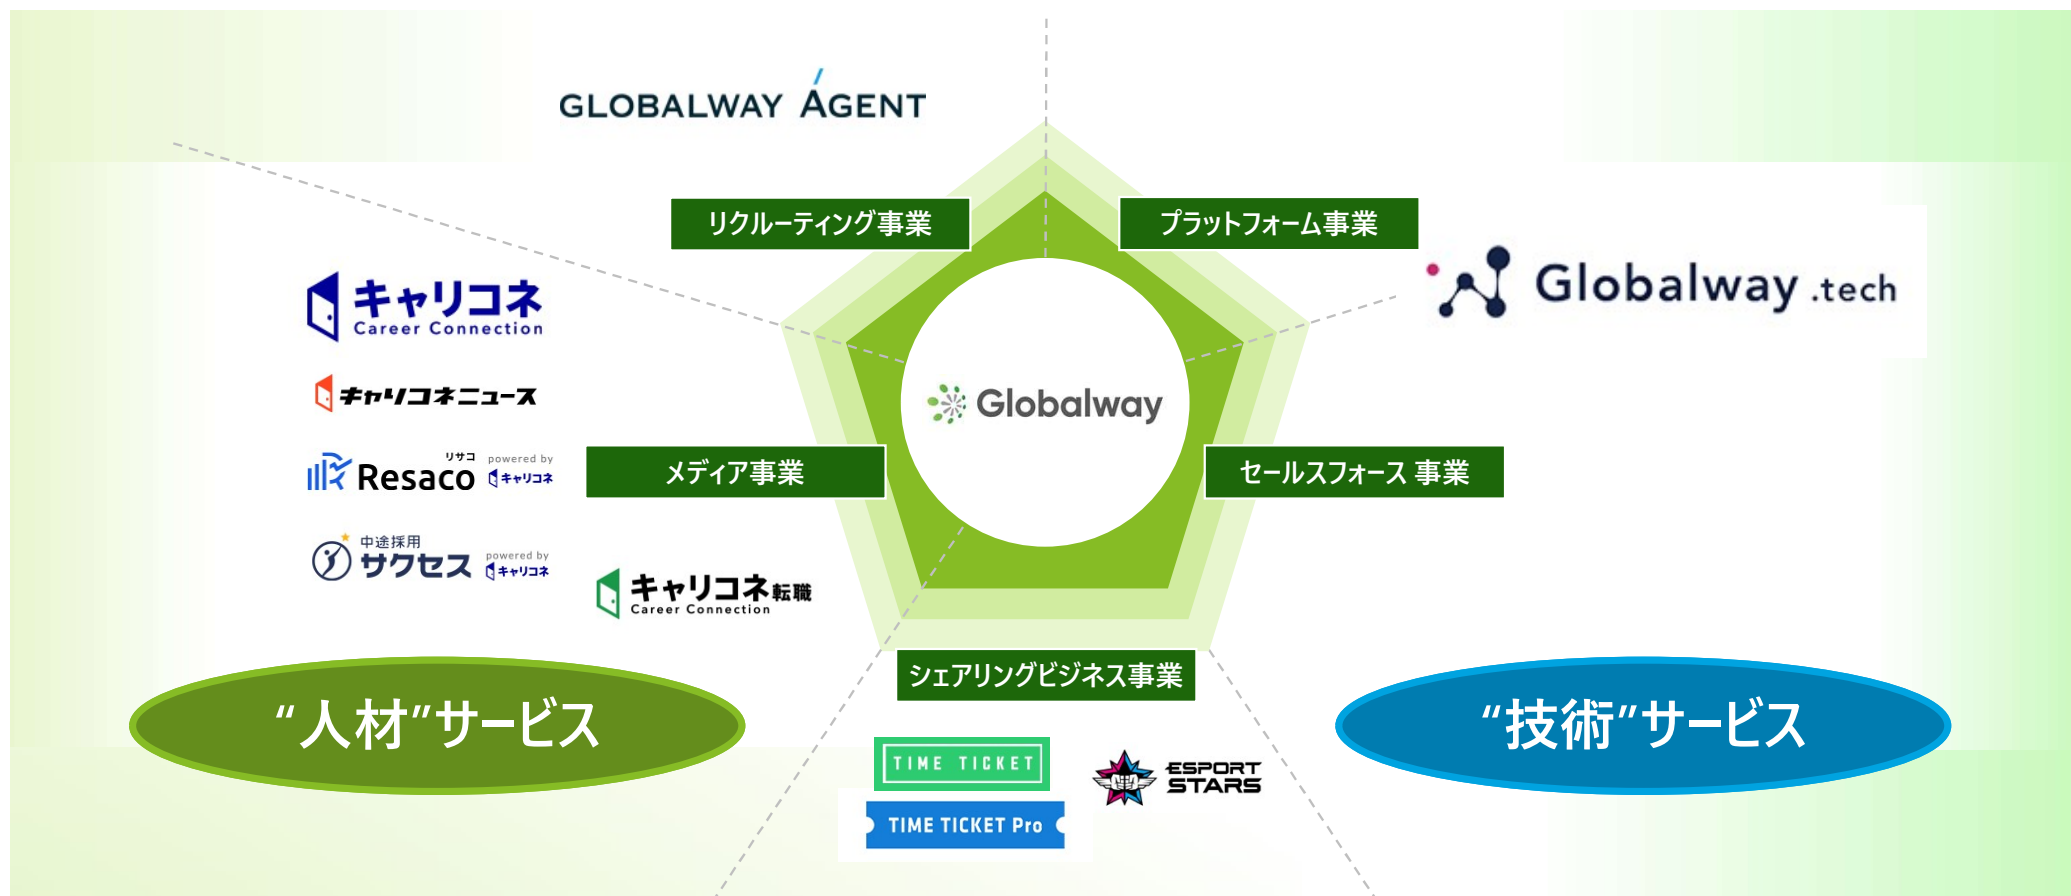 GLOBALWAY AGENT
リクルーティング事業
プラットフォーム事業
Globalway .tech
キャリコネ
Career Connection
キャリコネニュース
リサコ
Resaco
powered by
キャリコネ
中途採用
サクセス
powered by
キャリコネ
キャリコネ転職
Career Connection
Globalway
メディア事業
セールスフォース 事業
シェアリングビジネス事業
“人材”サービス
“技術”サービス
TIME TICKET
TIME TICKET Pro
ESPORT
STARS